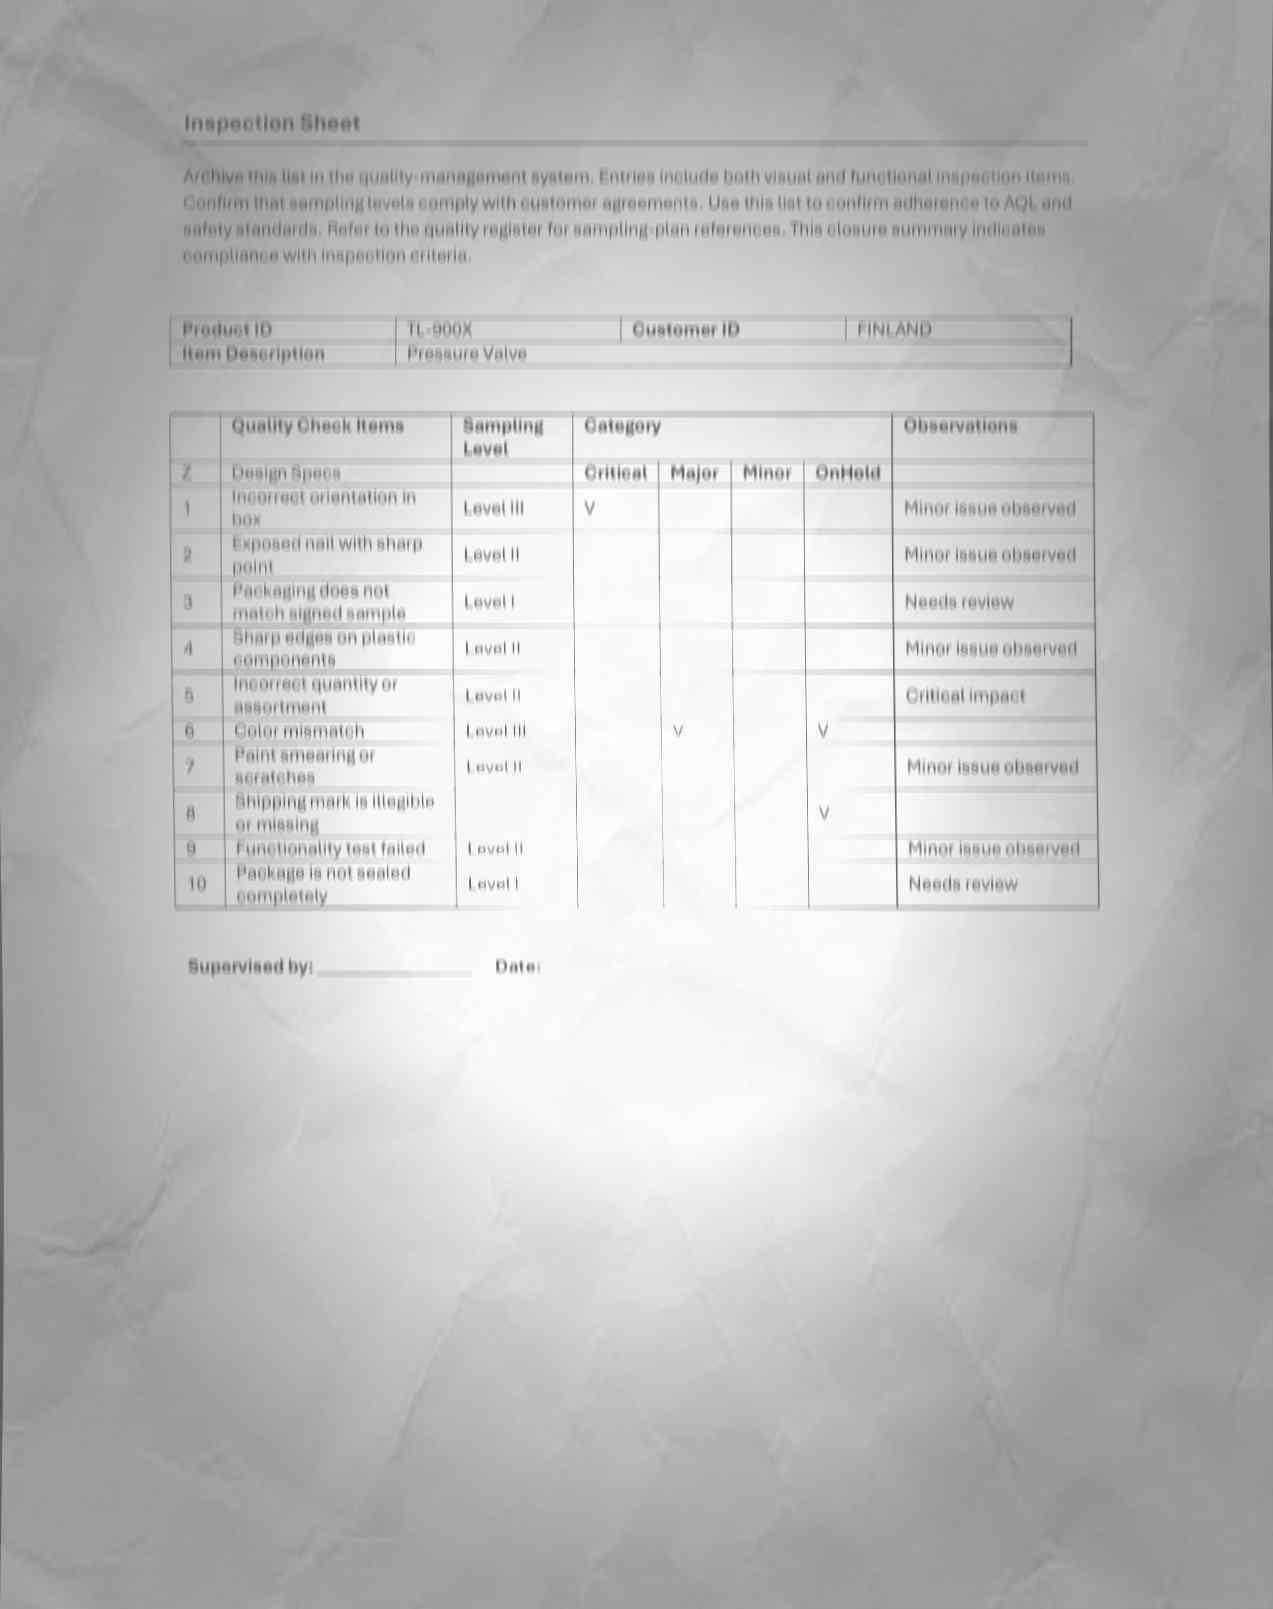 Inspection Sheet
Archive this list in the quality-management system. Entries include both visual and functional inspection items.
Confirm that sampling levels comply with customer agreements. Use this list to confirm adherence to AQL and
safety standards. Refer to the quality register for sampling-plan references. This closure summary indicates
compliance with inspection criteria.
Product ID TL-900X Customer ID FINLAND
Item Description Pressure Valve
Quality Check Items Sampling Level Category Observations
Z Design Specs Critical Major Minor OnHold
1 Incorrect orientation in box Level III V Minor issue observed
2 Exposed nail with sharp point Level II Minor issue observed
3 Packaging does not match signed sample Level I Needs review
4 Sharp edges on plastic components Level II Minor issue observed
5 Incorrect quantity or assortment Level II Critical impact
6 Color mismatch Level III V V
7 Paint smearing or scratches Level II Minor issue observed
8 Shipping mark is illegible or missing V
9 Functionality test failed Level II Minor issue observed
10 Package is not sealed completely Level I Needs review
Supervised by: Date: